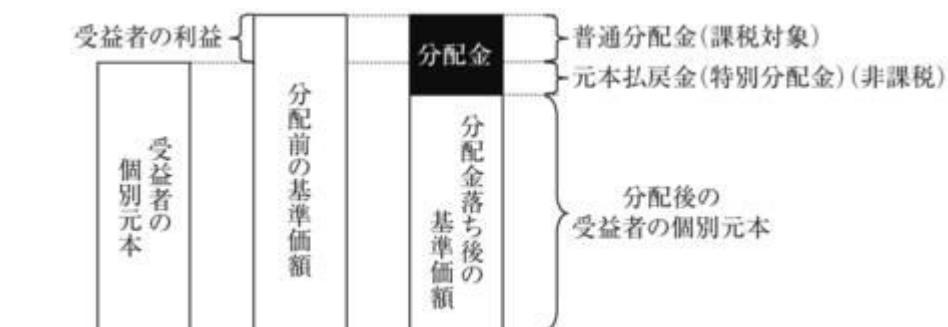 受益者の利益
分配金
普通分配金(課税対象)
元本払戻金(特別分配金)(非課税)
受益者の
個別元本
分配前の基準価額
分配金落ち後の
基準価額
分配後の
受益者の個別元本